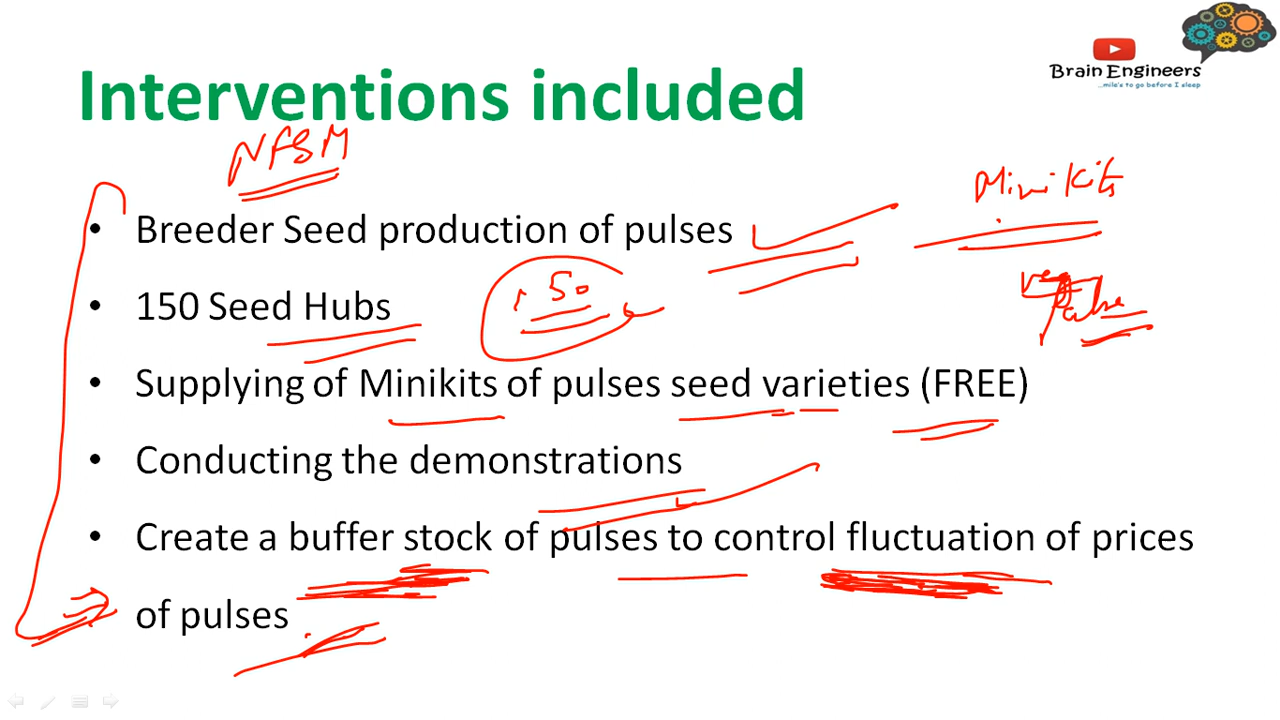 Brain Engineers
...mile's to go before I sleep
Interventions included
NFSM
Minikits
• Breeder Seed production of pulses
• 150 Seed Hubs
150
• Supplying of Minikits of pulses seed varieties (FREE)
• Conducting the demonstrations
• Create a buffer stock of pulses to control fluctuation of prices
of pulses